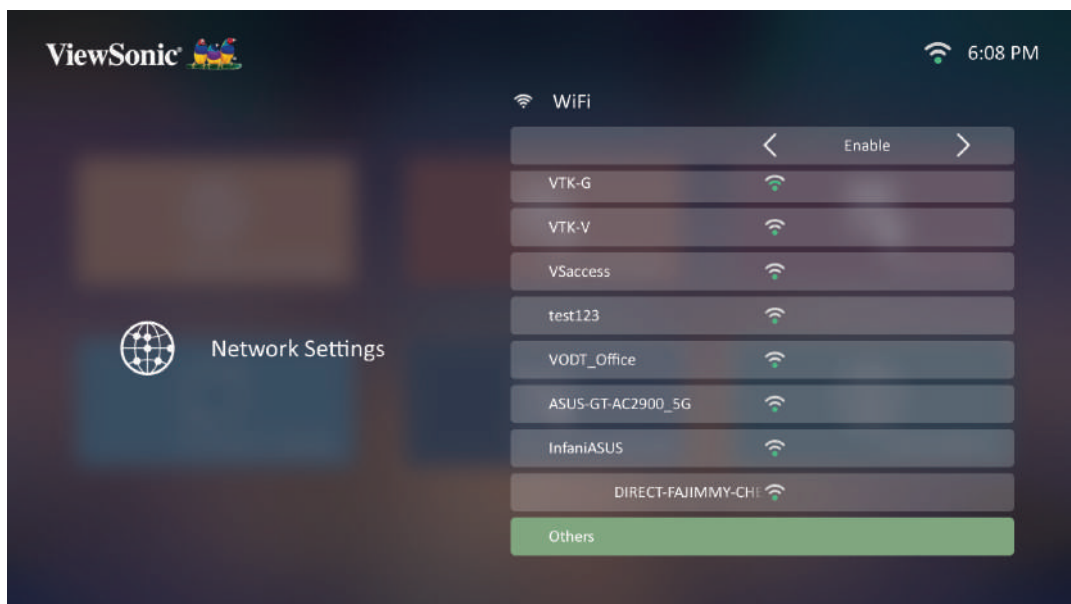 ViewSonic®
6:08 PM
WiFi
Enable
VTK-G
VTK-V
VSaccess
test123
Network Settings
VODT_Office
ASUS-GT-AC2900_5G
InfaniASUS
DIRECT-FAJIMMY-CHE
Others